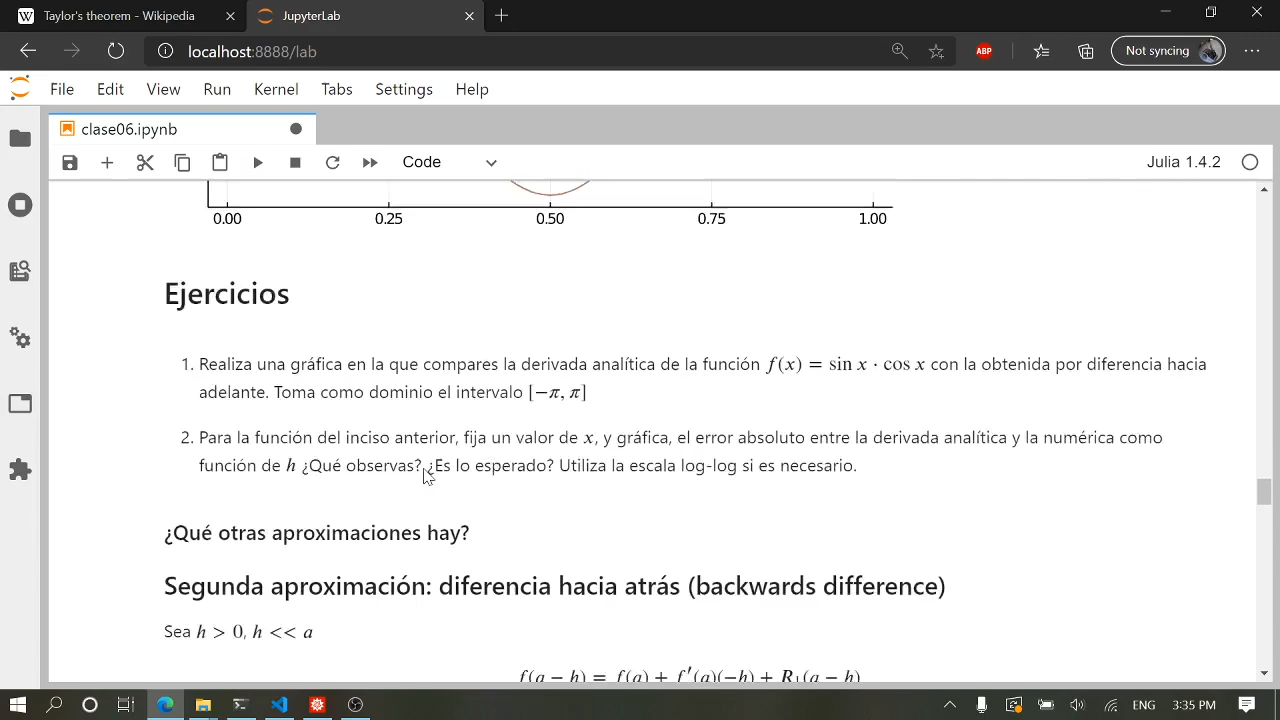 Taylor's theorem - Wikipedia
JupyterLab
localhost:8888/lab
ABP
Not syncing
File Edit View Run Kernel Tabs Settings Help
clase06.ipynb
Code
Julia 1.4.2
0.00 0.25 0.50 0.75 1.00
Ejercicios
1. Realiza una gráfica en la que compares la derivada analítica de la función f(x) = sin x · cos x con la obtenida por diferencia hacia
adelante. Toma como dominio el intervalo [−π, π]
2. Para la función del inciso anterior, fija un valor de x, y gráfica, el error absoluto entre la derivada analítica y la numérica como
función de h ¿Qué observas? ¿Es lo esperado? Utiliza la escala log-log si es necesario.
¿Qué otras aproximaciones hay?
Segunda aproximación: diferencia hacia atrás (backwards difference)
Sea h > 0, h << a
f(a − h) = f(a) + f′(a)(−h) + R₁(a − h)
3:35 PM